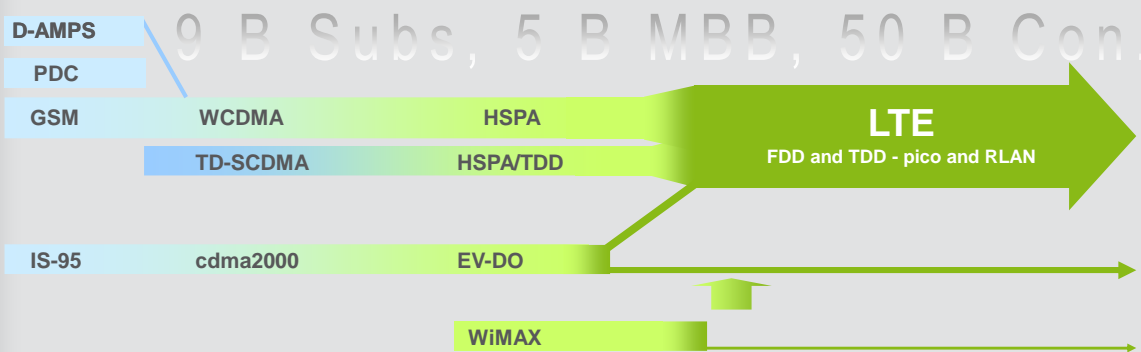 9 B Subs, 5 B MBB, 50 B Con.
D-AMPS
PDC
GSM WCDMA HSPA
LTE
FDD and TDD - pico and RLAN
TD-SCDMA HSPA/TDD
IS-95 cdma2000 EV-DO
WiMAX